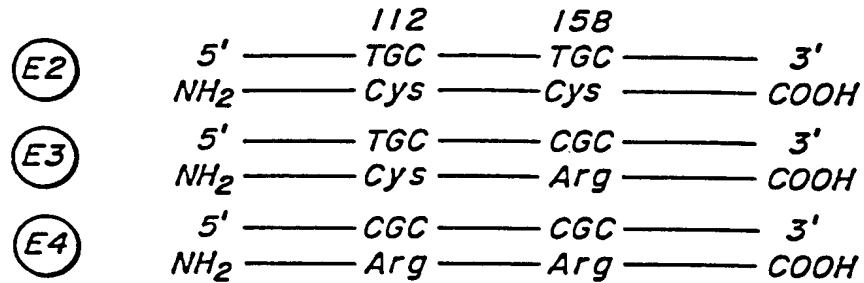 112 158
E2 5' TGC TGC 3'
NH2 Cys Cys COOH
E3 5' TGC CGC 3'
NH2 Cys Arg COOH
E4 5' CGC CGC 3'
NH2 Arg Arg COOH